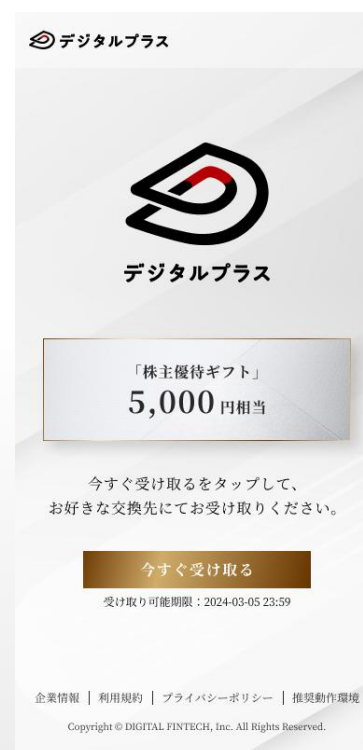 デジタルプラス
デジタルプラス
「株主優待ギフト」
5,000 円相当
今すぐ受け取るをタップして、
お好きな交換先にてお受け取りください。
今すぐ受け取る
受け取り可能期限：2024-03-05 23:59
企業情報 | 利用規約 | プライバシーポリシー | 推奨動作環境
Copyright © DIGITAL FINTECH, Inc. All Rights Reserved.